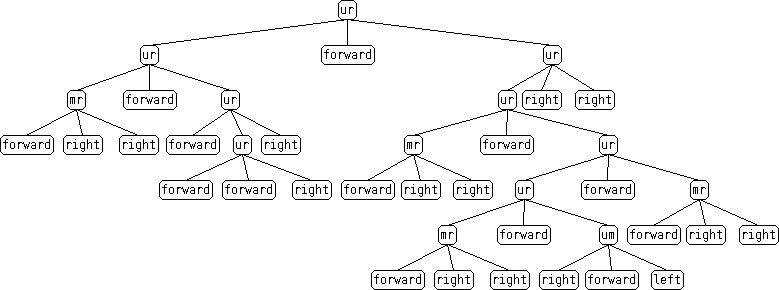 ur
ur forward ur
mr forward ur ur right right
forward right right forward ur right mr forward ur
forward forward right forward right right ur forward mr
mr forward um forward right right
forward right right right forward left